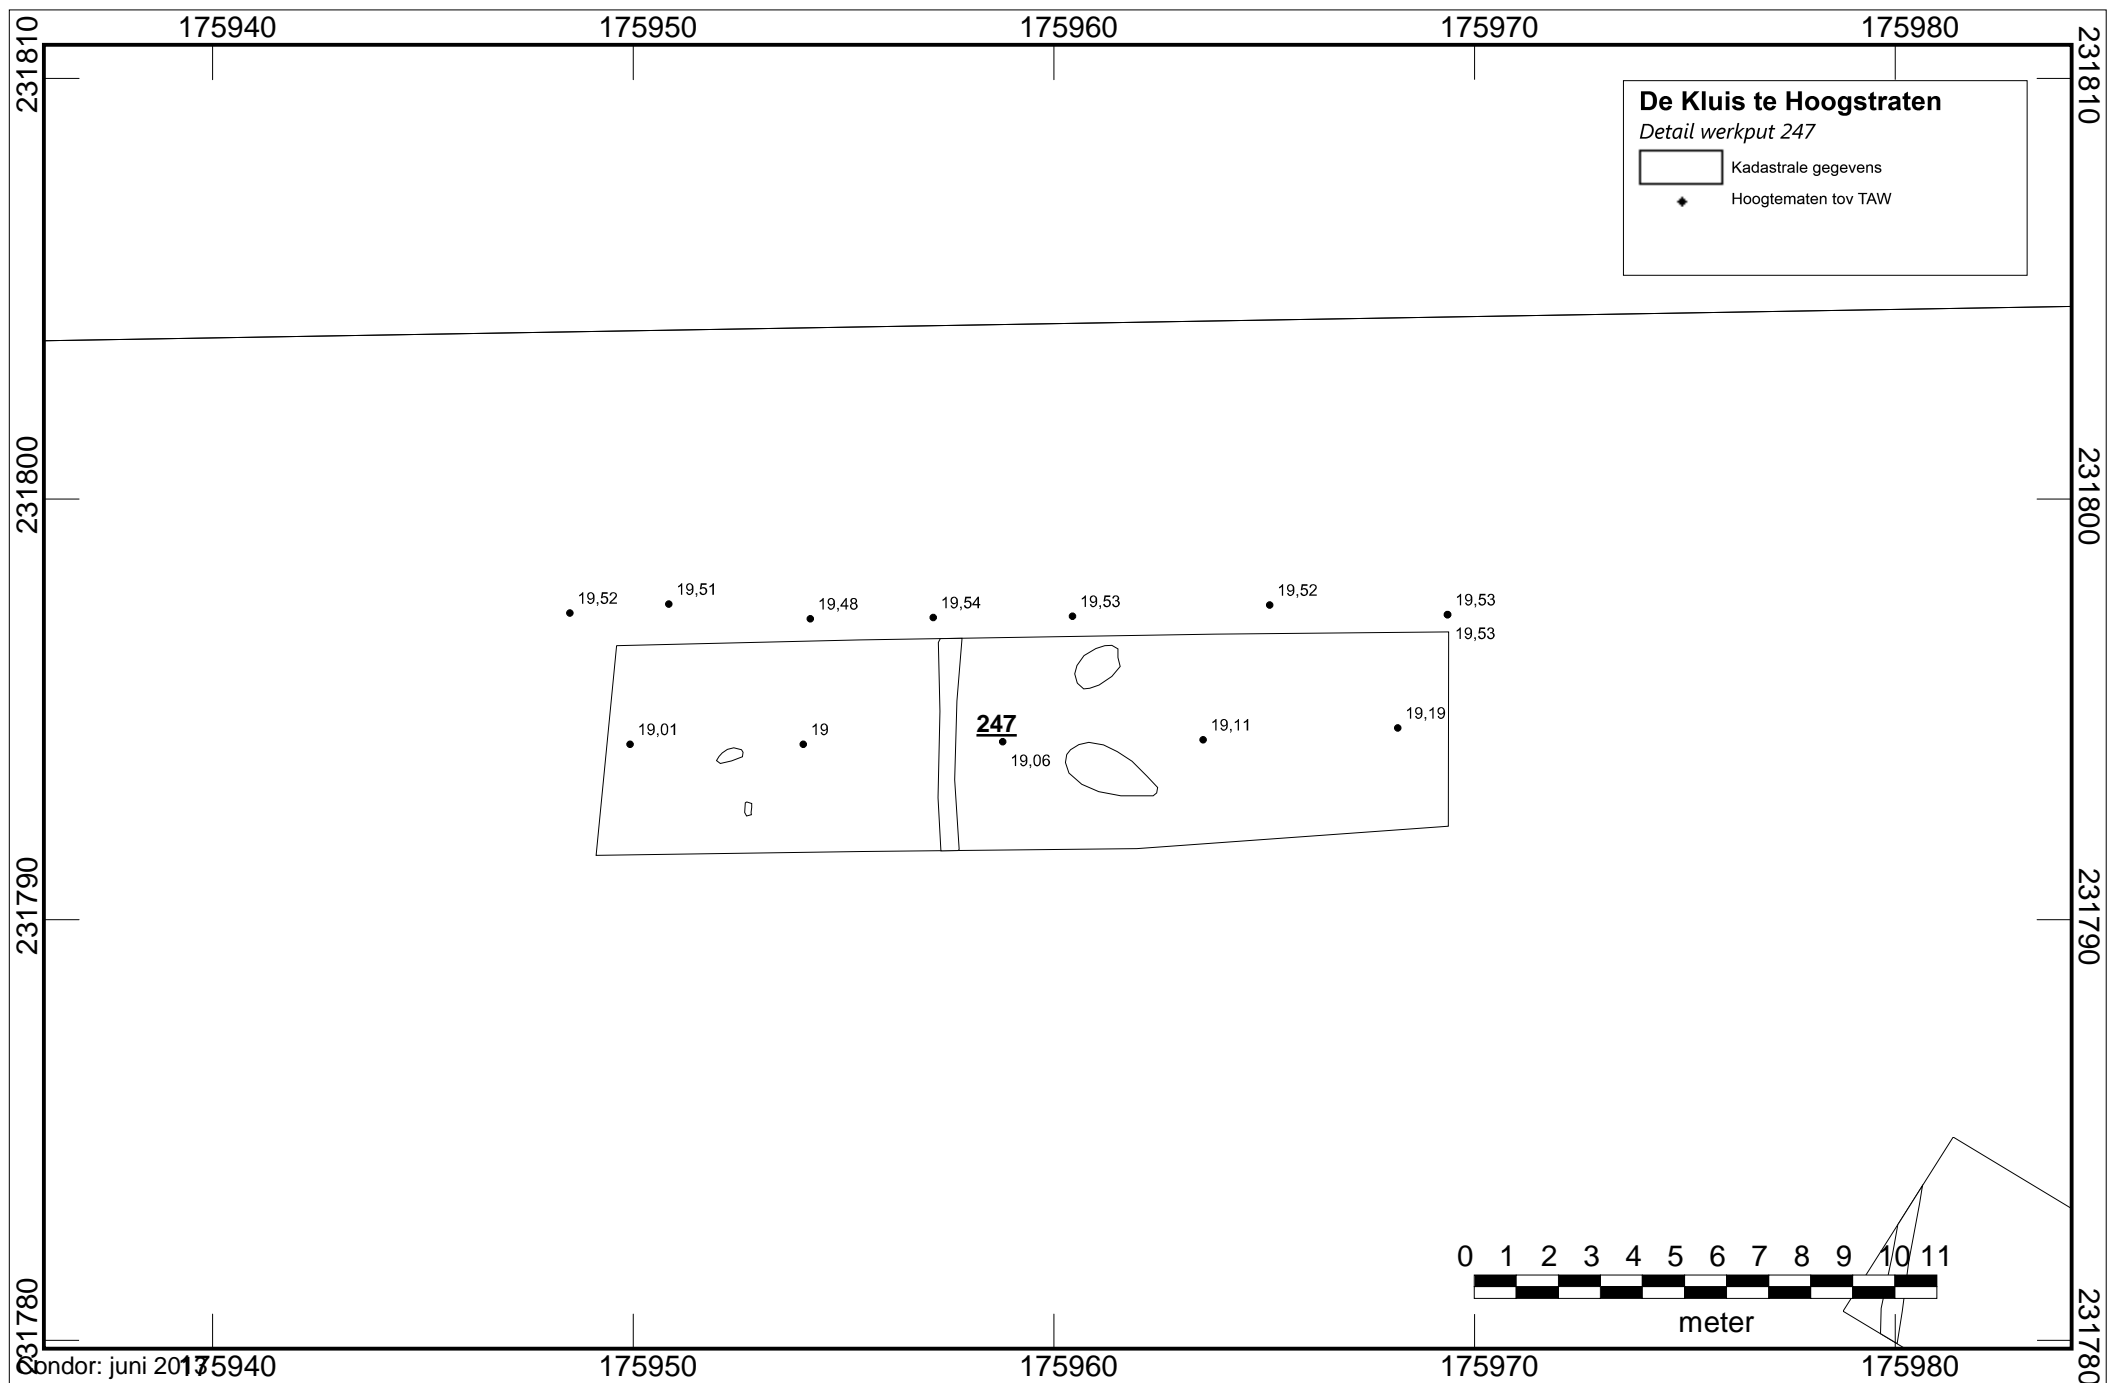 175940 175950 175960 175970 175980
231810
231810
De Kluis te Hoogstraten
Detail werkput 247
Kadastrale gegevens
Hoogtematen tov TAW
231800
231800
19,52
19,51
19,48
19,54
19,53
19,52
19,53
19,53
19,01
19
247
19,06
19,11
19,19
231790
231790
0 1 2 3 4 5 6 7 8 9 10 11
meter
231780
231780
Condor: juni 2013
175940 175950 175960 175970 175980